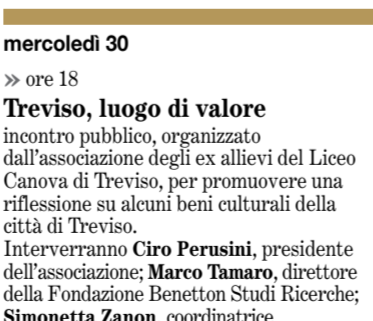 mercoledì 30
» ore 18
Treviso, luogo di valore
incontro pubblico, organizzato
dall'associazione degli ex allievi del Liceo
Canova di Treviso, per promuovere una
riflessione su alcuni beni culturali della
città di Treviso.
Interverranno Ciro Perusini, presidente
dell'associazione; Marco Tamaro, direttore
della Fondazione Benetton Studi Ricerche;
Simonetta Zanon, coordinatrice